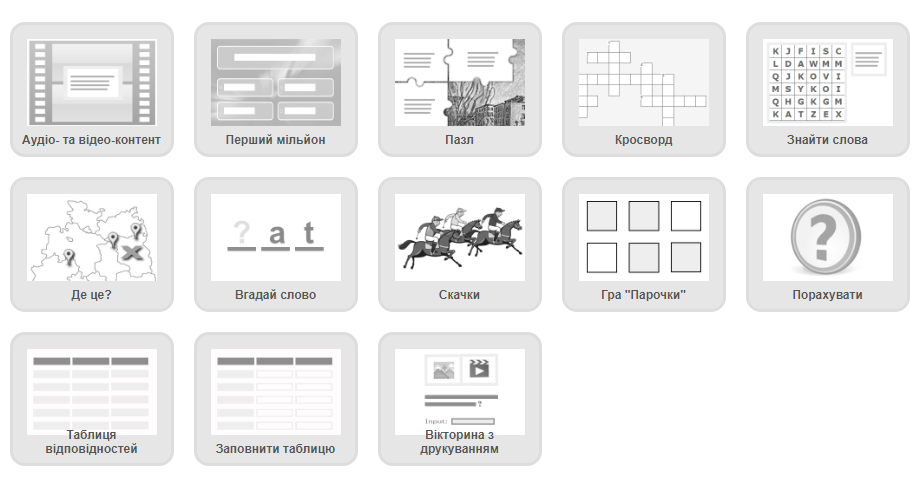 Аудіо- та відео-контент
Перший мільйон
Пазл
Кросворд
K J F I S C
L D A W M M
Q J K O V I
M S Y K O I
Q H G K G M
K A T Z E X
Знайти слова
Де це?
? a t
Вгадай слово
Скачки
Гра "Парочки"
?
Порахувати
Таблиця
відповідностей
Заповнити таблицю
?
Input:
Вікторина з
друкуванням